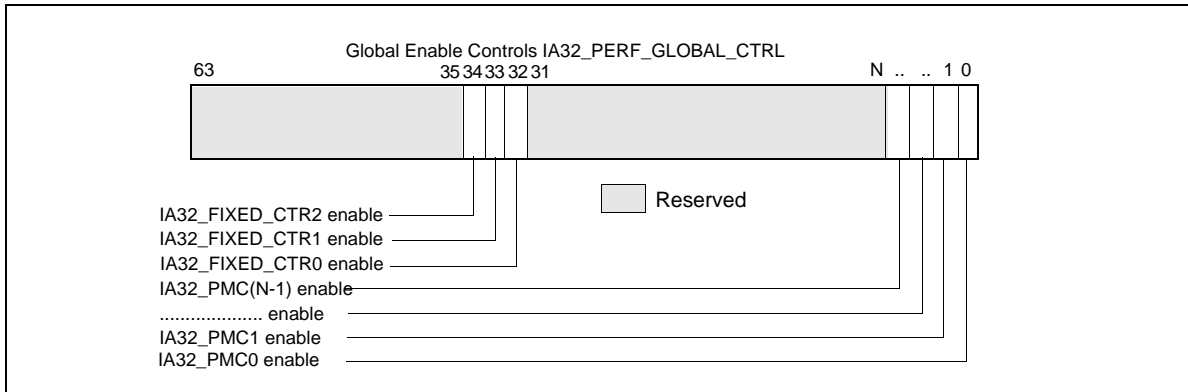 Global Enable Controls IA32_PERF_GLOBAL_CTRL
63 35 34 33 32 31 N .. .. 1 0
Reserved
IA32_FIXED_CTR2 enable
IA32_FIXED_CTR1 enable
IA32_FIXED_CTR0 enable
IA32_PMC(N-1) enable
.................... enable
IA32_PMC1 enable
IA32_PMC0 enable